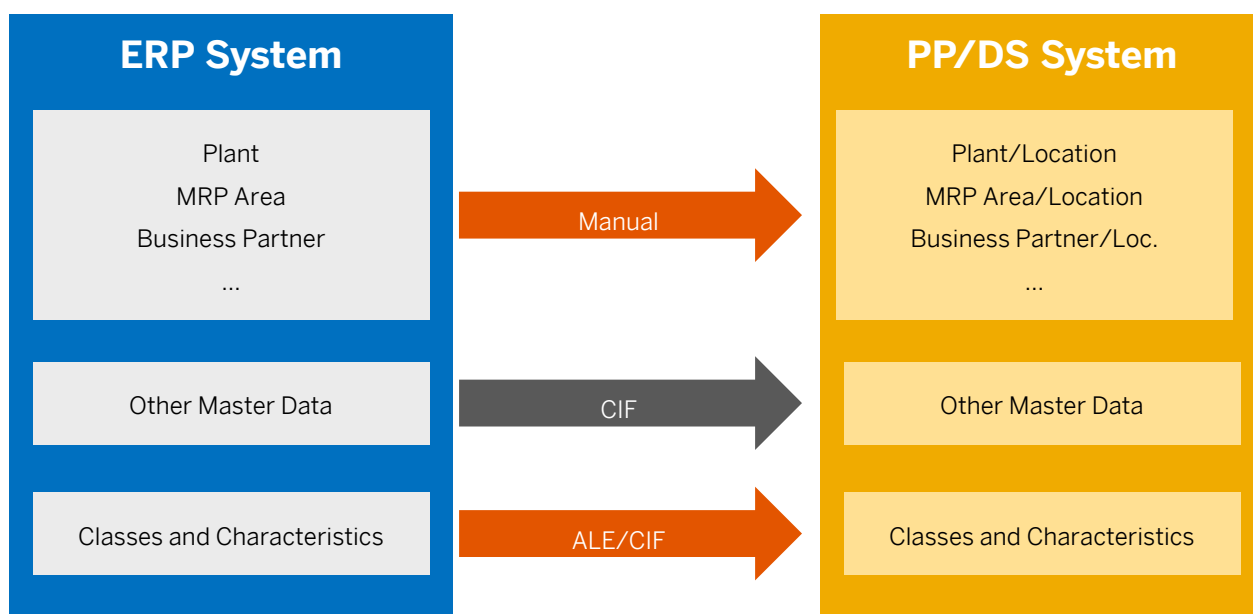 ERP System
Plant
MRP Area
Business Partner
...
Other Master Data
Classes and Characteristics
Manual
CIF
ALE/CIF
PP/DS System
Plant/Location
MRP Area/Location
Business Partner/Loc.
...
Other Master Data
Classes and Characteristics